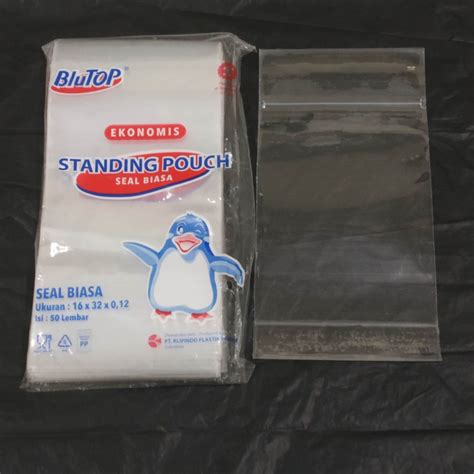 BluTOP®
EKONOMIS
STANDING POUCH
SEAL BIASA
SEAL BIASA
Ukuran : 16 x 32 x 0,12
Isi : 50 Lembar
PP
PT. KLIPINDO PLASTIK